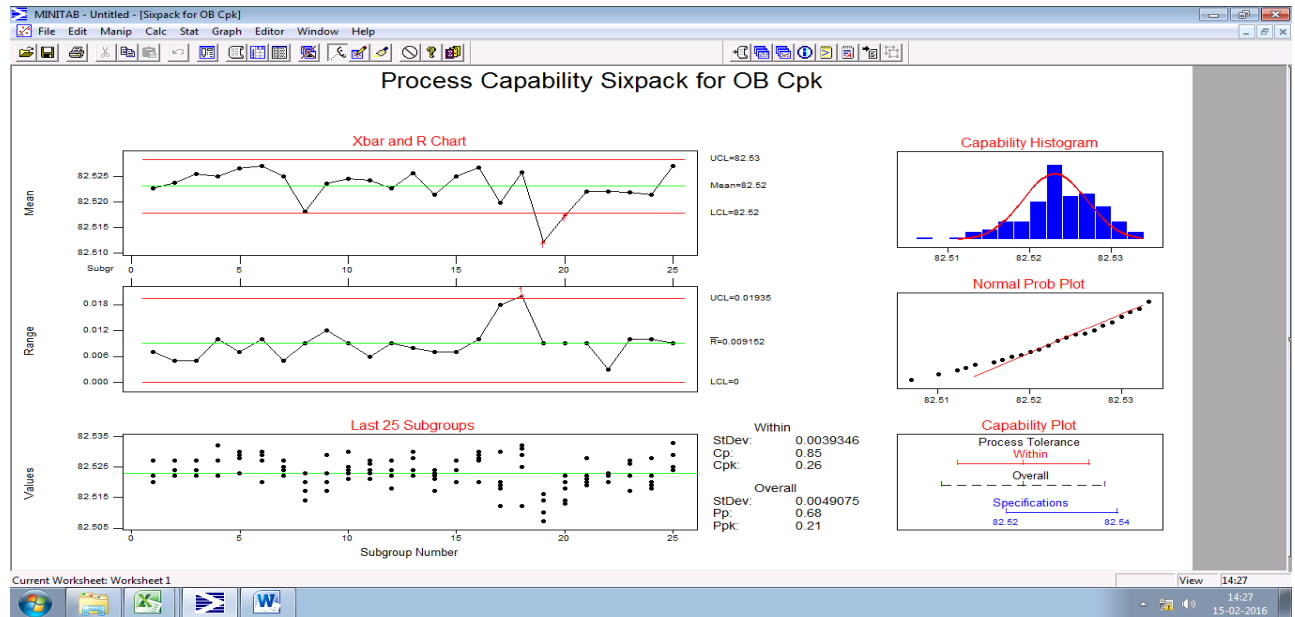 MINITAB - Untitled - [Sixpack for OB Cpk]
File Edit Manip Calc Stat Graph Editor Window Help
Process Capability Sixpack for OB Cpk
Xbar and R Chart
Mean
82.525
82.520
82.515
82.510
UCL=82.53
Mean=82.52
LCL=82.52
1
1
Subgr 0 5 10 15 20 25
Range
0.018
0.012
0.006
0.000
1
UCL=0.01935
R=0.009152
LCL=0
Last 25 Subgroups
Values
82.535
82.525
82.515
82.505
0 5 10 15 20 25
Subgroup Number
Within
StDev: 0.0039346
Cp: 0.85
Cpk: 0.26
Overall
StDev: 0.0049075
Pp: 0.68
Ppk: 0.21
Capability Histogram
82.51 82.52 82.53
Normal Prob Plot
82.51 82.52 82.53
Capability Plot
Process Tolerance
Within
Overall
Specifications
82.52 82.54
Current Worksheet: Worksheet 1
View 14:27
14:27
15-02-2016